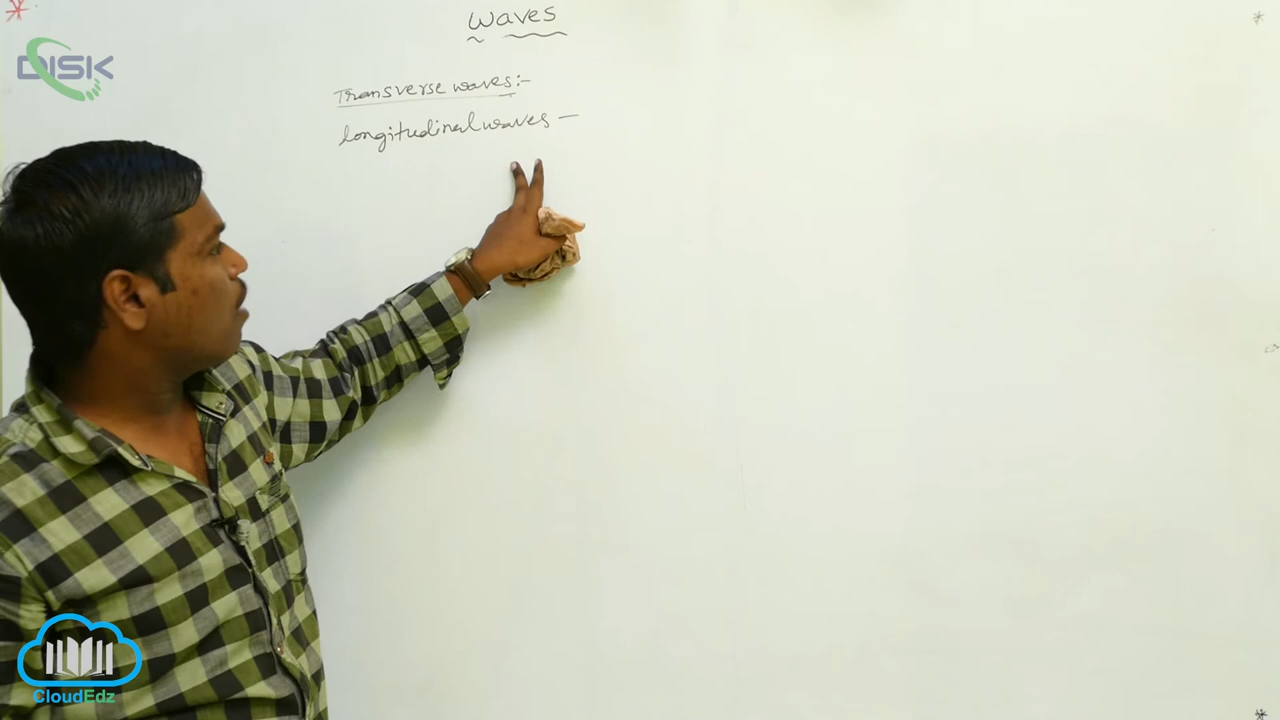 Waves
DISK
Transverse waves:-
longitudinal waves -
CloudEdz